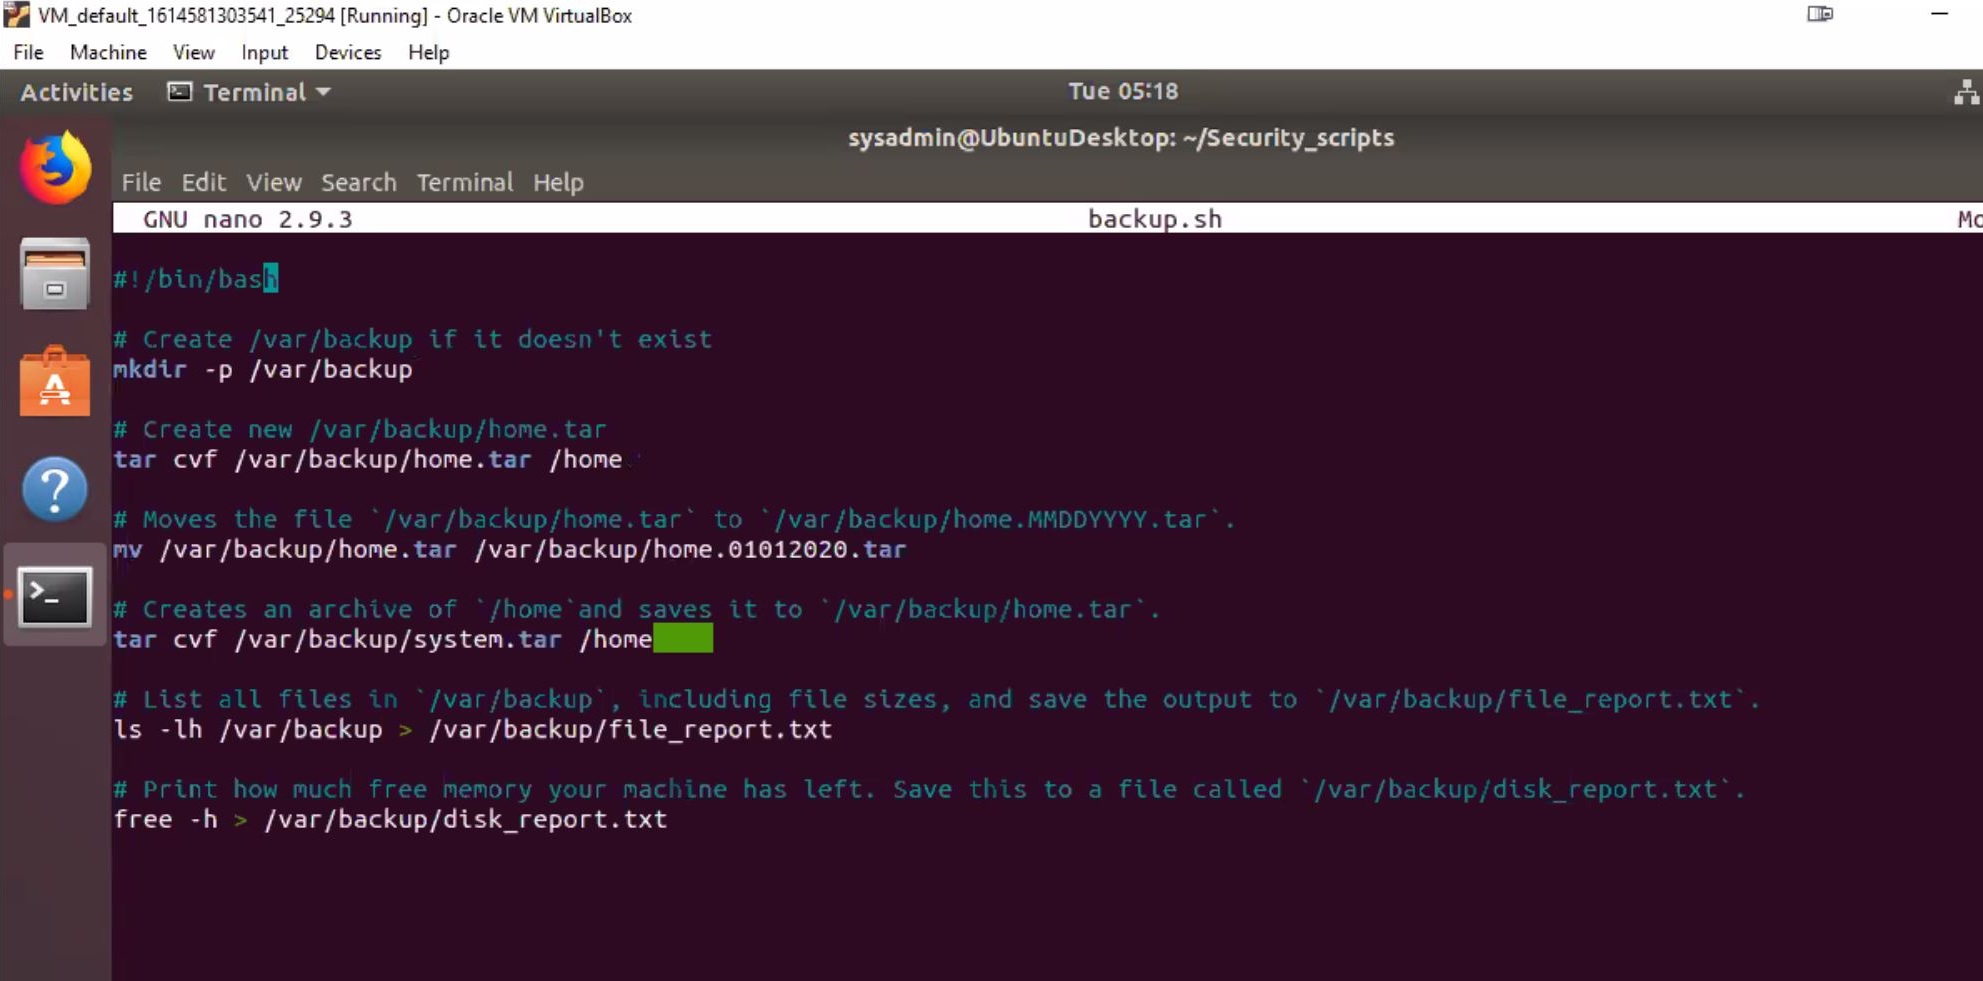 VM_default_1614581303541_25294 [Running] - Oracle VM VirtualBox
File Machine View Input Devices Help
Activities Terminal Tue 05:18
sysadmin@UbuntuDesktop: ~/Security_scripts
File Edit View Search Terminal Help
GNU nano 2.9.3 backup.sh
#!/bin/bash
# Create /var/backup if it doesn't exist
mkdir -p /var/backup
# Create new /var/backup/home.tar
tar cvf /var/backup/home.tar /home
# Moves the file `/var/backup/home.tar` to `/var/backup/home.MMDDYYYY.tar`.
mv /var/backup/home.tar /var/backup/home.01012020.tar
# Creates an archive of `/home`and saves it to `/var/backup/home.tar`.
tar cvf /var/backup/system.tar /home
# List all files in `/var/backup`, including file sizes, and save the output to `/var/backup/file_report.txt`.
ls -lh /var/backup > /var/backup/file_report.txt
# Print how much free memory your machine has left. Save this to a file called `/var/backup/disk_report.txt`.
free -h > /var/backup/disk_report.txt